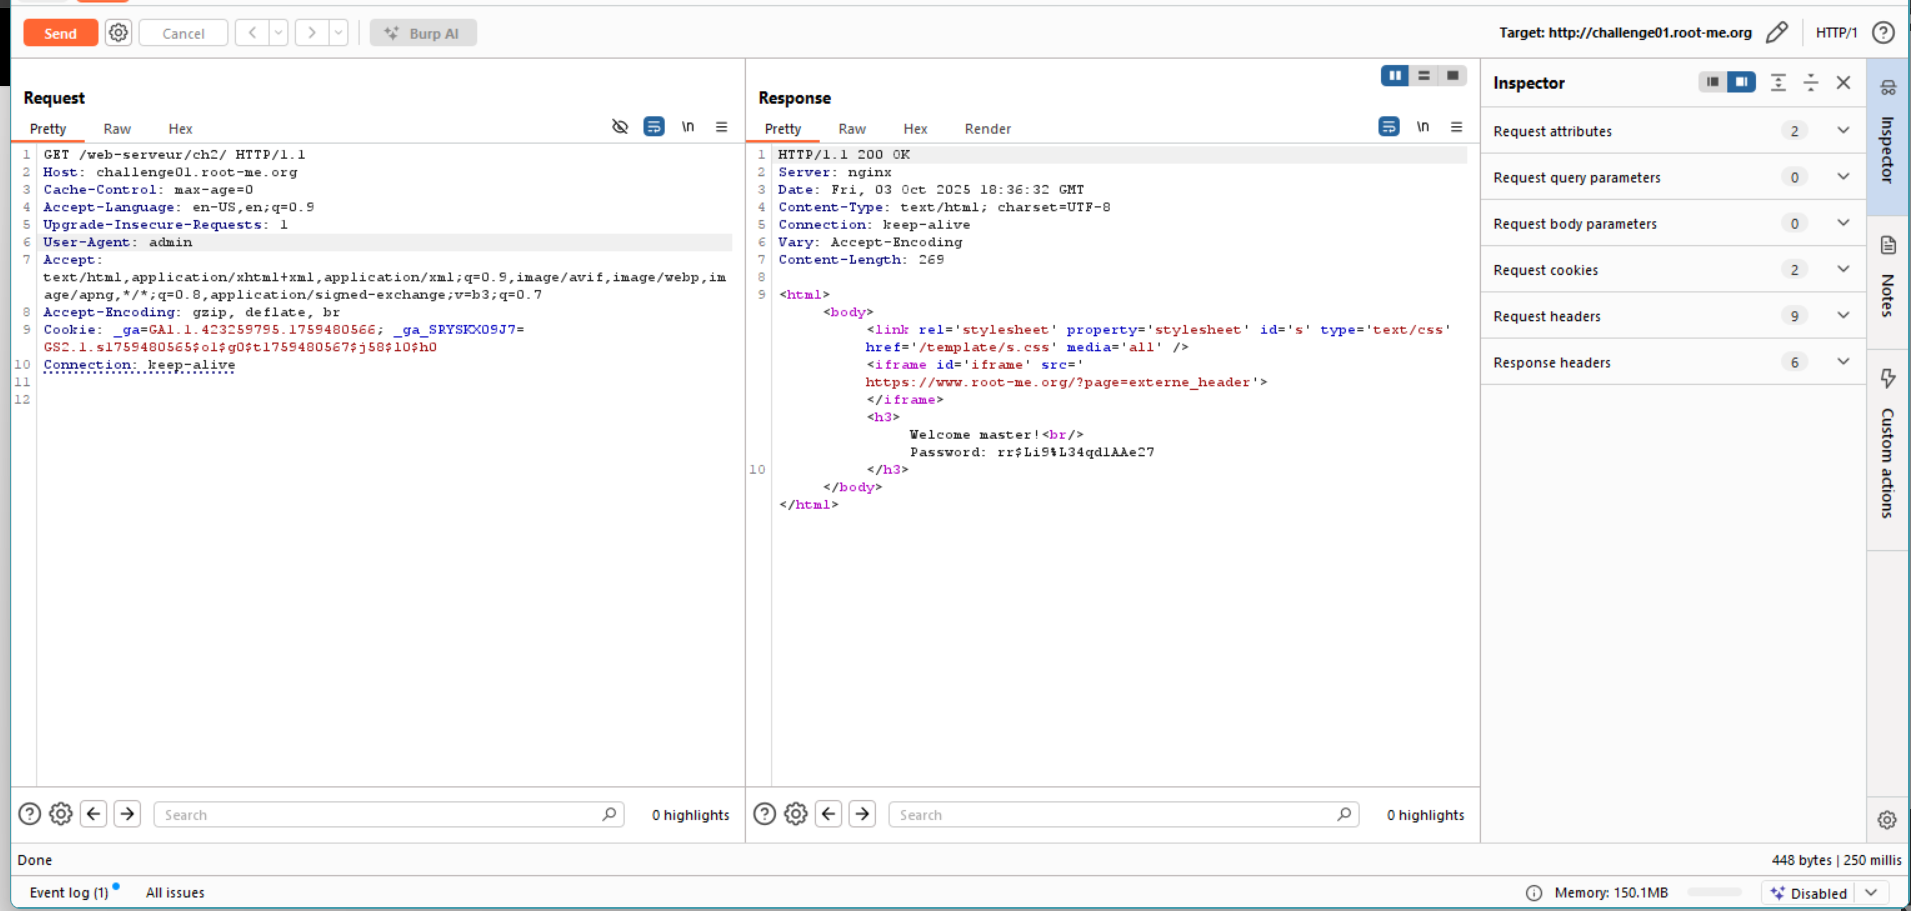 Send
Cancel
Burp AI
Target: http://challenge01.root-me.org
HTTP/1
Request
Pretty Raw Hex
\n
1 GET /web-serveur/ch2/ HTTP/1.1
2 Host: challenge01.root-me.org
3 Cache-Control: max-age=0
4 Accept-Language: en-US,en;q=0.9
5 Upgrade-Insecure-Requests: 1
6 User-Agent: admin
7 Accept:
text/html,application/xhtml+xml,application/xml;q=0.9,image/avif,image/webp,im
age/apng,*/*;q=0.8,application/signed-exchange;v=b3;q=0.7
8 Accept-Encoding: gzip, deflate, br
9 Cookie: _ga=GA1.1.423259795.1759480566; _ga_SRYSKX09J7=
GS2.1.s1759480565$o1$g0$t1759480567$j58$l0$h0
10 Connection: keep-alive
11
12
Search
0 highlights
Response
Pretty Raw Hex Render
\n
1 HTTP/1.1 200 OK
2 Server: nginx
3 Date: Fri, 03 Oct 2025 18:36:32 GMT
4 Content-Type: text/html; charset=UTF-8
5 Connection: keep-alive
6 Vary: Accept-Encoding
7 Content-Length: 269
8
9 <html>
<body>
<link rel='stylesheet' property='stylesheet' id='s' type='text/css'
href='/template/s.css' media='all' />
<iframe id='iframe' src='
https://www.root-me.org/?page=externe_header'>
</iframe>
<h3>
Welcome master!<br/>
Password: rr$Li9%L34qd1AAe27
10 </h3>
</body>
</html>
Search
0 highlights
Inspector
Request attributes 2
Request query parameters 0
Request body parameters 0
Request cookies 2
Request headers 9
Response headers 6
Inspector
Notes
Custom actions
Done
448 bytes | 250 millis
Event log (1)
All issues
Memory: 150.1MB
Disabled